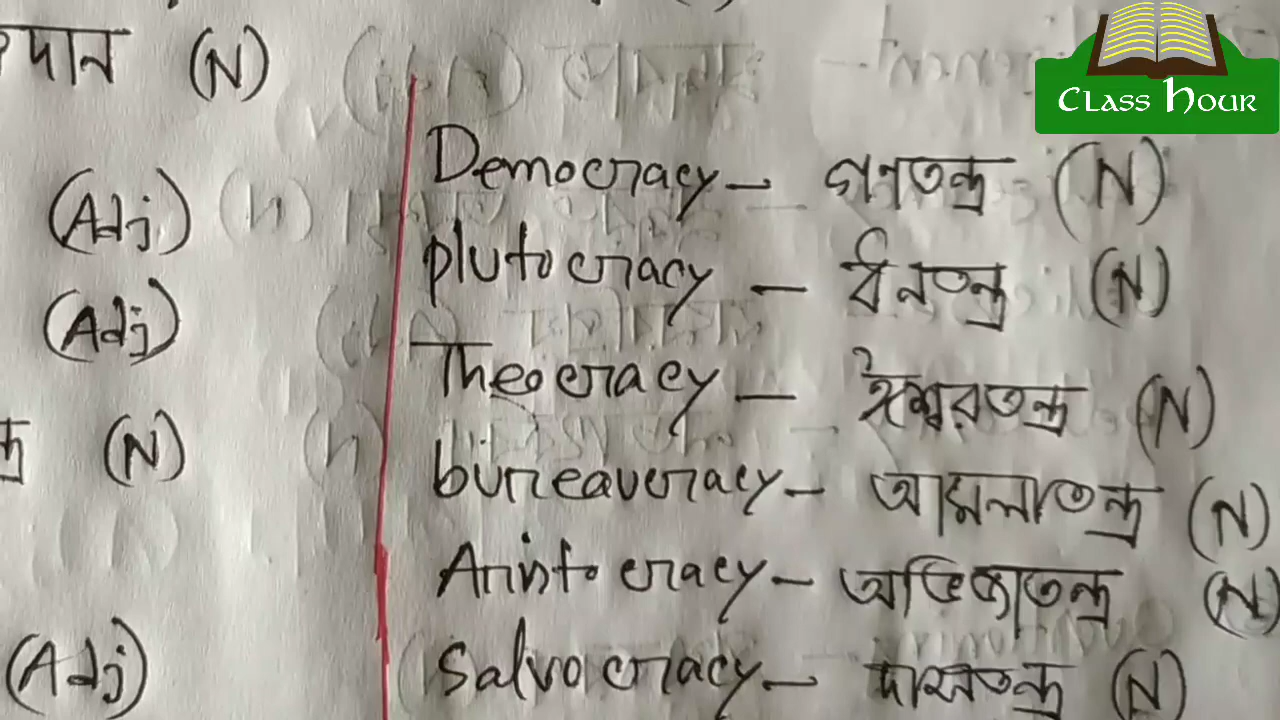 CLASS HOUR
দান (N)
(Adj)
(Adj)
ন্ত্র (N)
(Adj)
Democracy – গণতন্ত্র (N)
plutocracy – ধনতন্ত্র (N)
Theocracy – ঈশ্বরতন্ত্র (N)
bureaucracy – আমলাতন্ত্র (N)
Aristocracy – অভিজাতন্ত্র (N)
Salvocracy – দাসতন্ত্র (N)